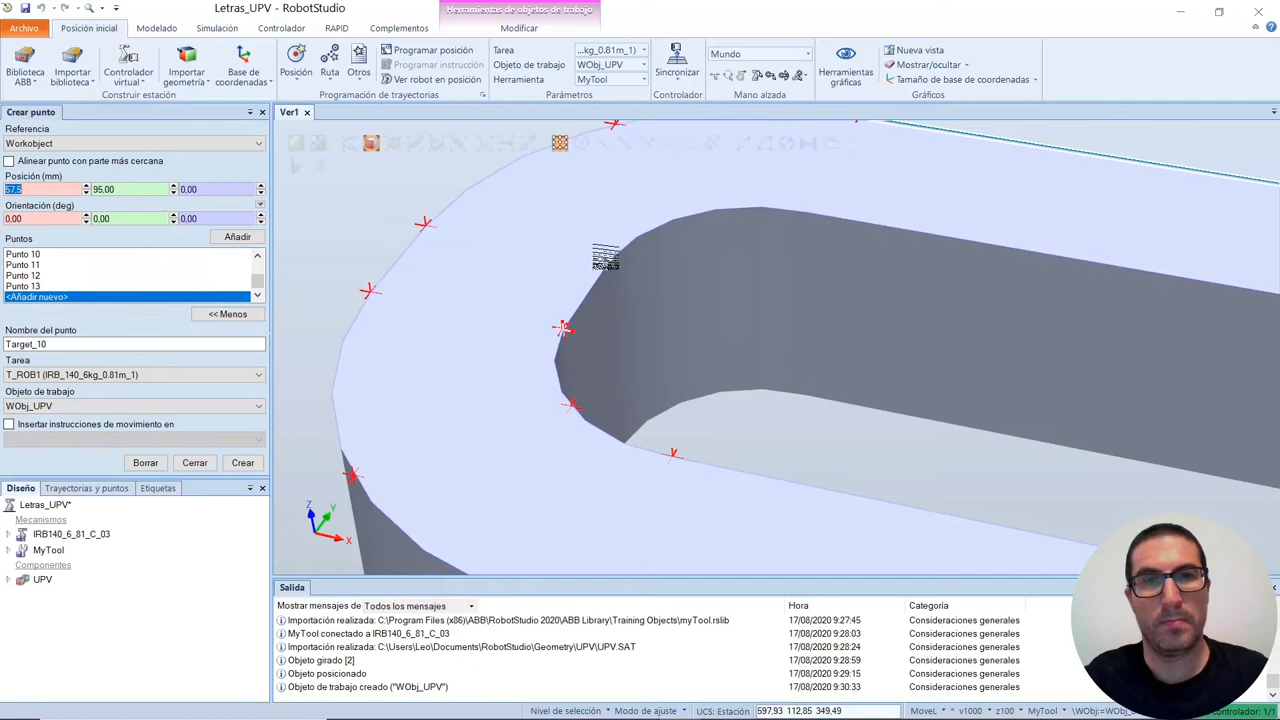 Letras_UPV - RobotStudio
Herramientas de objetos de trabajo
Archivo
Posición inicial
Modelado
Simulación
Controlador
RAPID
Complementos
Modificar
Biblioteca ABB
Importar biblioteca
Controlador virtual
Importar geometría
Base de coordenadas
Construir estación
Posición
Ruta
Otros
Programar posición
Programar instrucción
Ver robot en posición
Programación de trayectorias
Tarea
...kg_0.81m_1)
Objeto de trabajo
WObj_UPV
Herramienta
MyTool
Parámetros
Sincronizar
Controlador
Mundo
Mano alzada
Herramientas gráficas
Nueva vista
Mostrar/ocultar
Tamaño de base de coordenadas
Gráficos
Crear punto
Referencia
Workobject
Alinear punto con parte más cercana
Posición (mm)
57.5
95.00
0,00
Orientación (deg)
0,00
0,00
0,00
Puntos
Añadir
Punto 10
Punto 11
Punto 12
Punto 13
<Añadir nuevo>
<< Menos
Nombre del punto
Target_10
Tarea
T_ROB1 (IRB_140_6kg_0.81m_1)
Objeto de trabajo
WObj_UPV
Insertar instrucciones de movimiento en
Borrar
Cerrar
Crear
Diseño
Trayectorias y puntos
Etiquetas
Letras_UPV*
Mecanismos
IRB140_6_81_C_03
MyTool
Componentes
UPV
Ver1
Z
Y
X
Salida
Mostrar mensajes de Todos los mensajes
Hora
Categoría
Importación realizada: C:\Program Files (x86)\ABB\RobotStudio 2020\ABB Library\Training Objects\myTool.rslib
17/08/2020 9:27:45
Consideraciones generales
MyTool conectado a IRB140_6_81_C_03
17/08/2020 9:28:03
Consideraciones generales
Importación realizada: C:\Users\Leo\Documents\RobotStudio\Geometry\UPV\UPV.SAT
17/08/2020 9:28:24
Consideraciones generales
Objeto girado [2]
17/08/2020 9:28:59
Consideraciones generales
Objeto posicionado
17/08/2020 9:29:15
Consideraciones generales
Objeto de trabajo creado ("WObj_UPV")
17/08/2020 9:30:33
Consideraciones generales
Nivel de selección
Modo de ajuste
UCS: Estación
597,93 112,85 349,49
MoveL
v1000
z100
MyTool
\WObj:=WObj_
controlador: 1/1